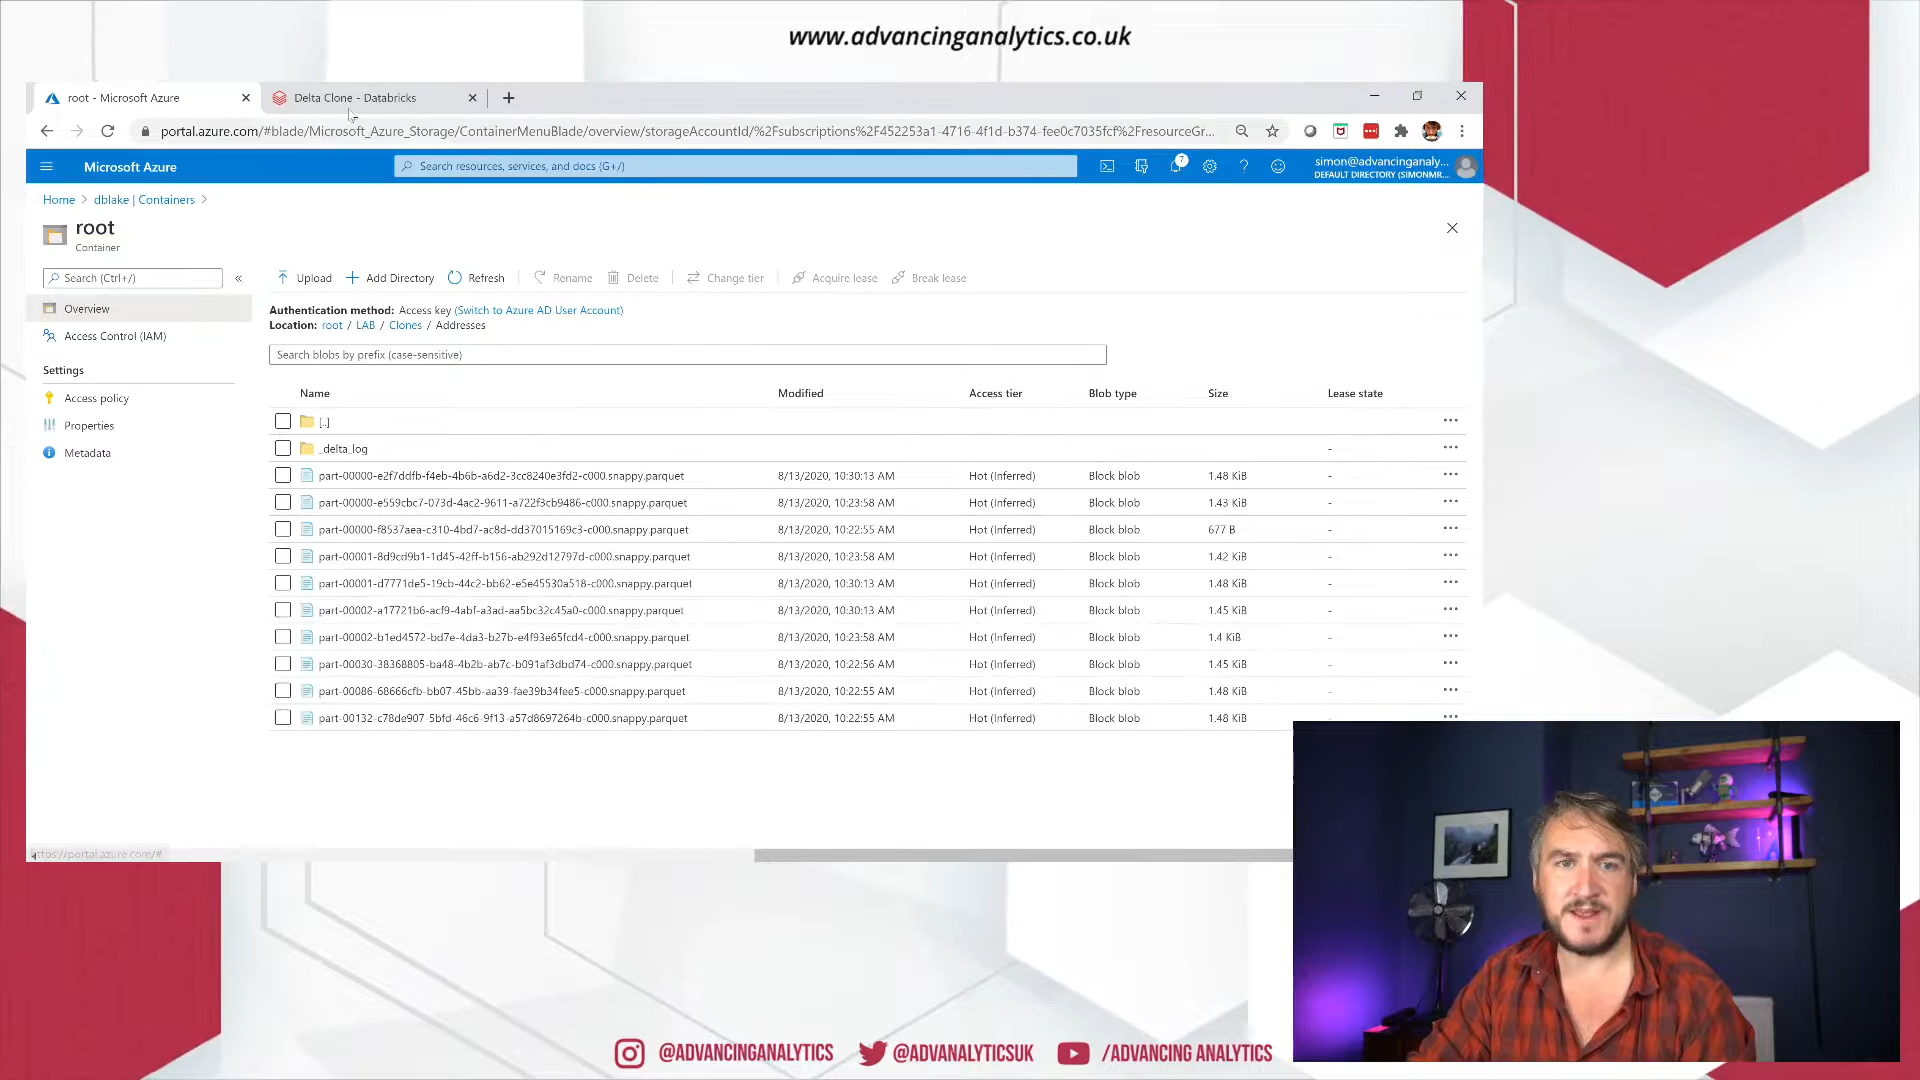 www.advancinganalytics.co.uk
root - Microsoft Azure
Delta Clone - Databricks
portal.azure.com/#blade/Microsoft_Azure_Storage/ContainerMenuBlade/overview/storageAccountId/%2Fsubscriptions%2F452253a1-4716-4f1d-b374-fee0c7035fcf%2FresourceGr...
Microsoft Azure
Search resources, services, and docs (G+/)
7
simon@advancinganaly...
DEFAULT DIRECTORY (SIMONMR...
Home > dblake | Containers >
root
Container
Search (Ctrl+/)
«
Upload
Add Directory
Refresh
Rename
Delete
Change tier
Acquire lease
Break lease
Overview
Access Control (IAM)
Settings
Access policy
Properties
Metadata
Authentication method: Access key (Switch to Azure AD User Account)
Location: root / LAB / Clones / Addresses
Search blobs by prefix (case-sensitive)
Name Modified Access tier Blob type Size Lease state
[..]
_delta_log -
part-00000-e2f7ddfb-f4eb-4b6b-a6d2-3cc8240e3fd2-c000.snappy.parquet 8/13/2020, 10:30:13 AM Hot (Inferred) Block blob 1.48 KiB -
part-00000-e559cbc7-073d-4ac2-9611-a722f3cb9486-c000.snappy.parquet 8/13/2020, 10:23:58 AM Hot (Inferred) Block blob 1.43 KiB -
part-00000-f8537aea-c310-4bd7-ac8d-dd37015169c3-c000.snappy.parquet 8/13/2020, 10:22:55 AM Hot (Inferred) Block blob 677 B -
part-00001-8d9cd9b1-1d45-42ff-b156-ab292d12797d-c000.snappy.parquet 8/13/2020, 10:23:58 AM Hot (Inferred) Block blob 1.42 KiB -
part-00001-d7771de5-19cb-44c2-bb62-e5e45530a518-c000.snappy.parquet 8/13/2020, 10:30:13 AM Hot (Inferred) Block blob 1.48 KiB -
part-00002-a17721b6-acf9-4abf-a3ad-aa5bc32c45a0-c000.snappy.parquet 8/13/2020, 10:30:13 AM Hot (Inferred) Block blob 1.45 KiB -
part-00002-b1ed4572-bd7e-4da3-b27b-e4f93e65fcd4-c000.snappy.parquet 8/13/2020, 10:23:58 AM Hot (Inferred) Block blob 1.4 KiB -
part-00030-38368805-ba48-4b2b-ab7c-b091af3dbd74-c000.snappy.parquet 8/13/2020, 10:22:56 AM Hot (Inferred) Block blob 1.45 KiB -
part-00086-68666cfb-bb07-45bb-aa39-fae39b34fee5-c000.snappy.parquet 8/13/2020, 10:22:55 AM Hot (Inferred) Block blob 1.48 KiB -
part-00132-c78de907-5bfd-46c6-9f13-a57d8697264b-c000.snappy.parquet 8/13/2020, 10:22:55 AM Hot (Inferred) Block blob 1.48 KiB -
https://portal.azure.com/#
@ADVANCINGANALYTICS
@ADVANALYTICSUK
/ADVANCING ANALYTICS